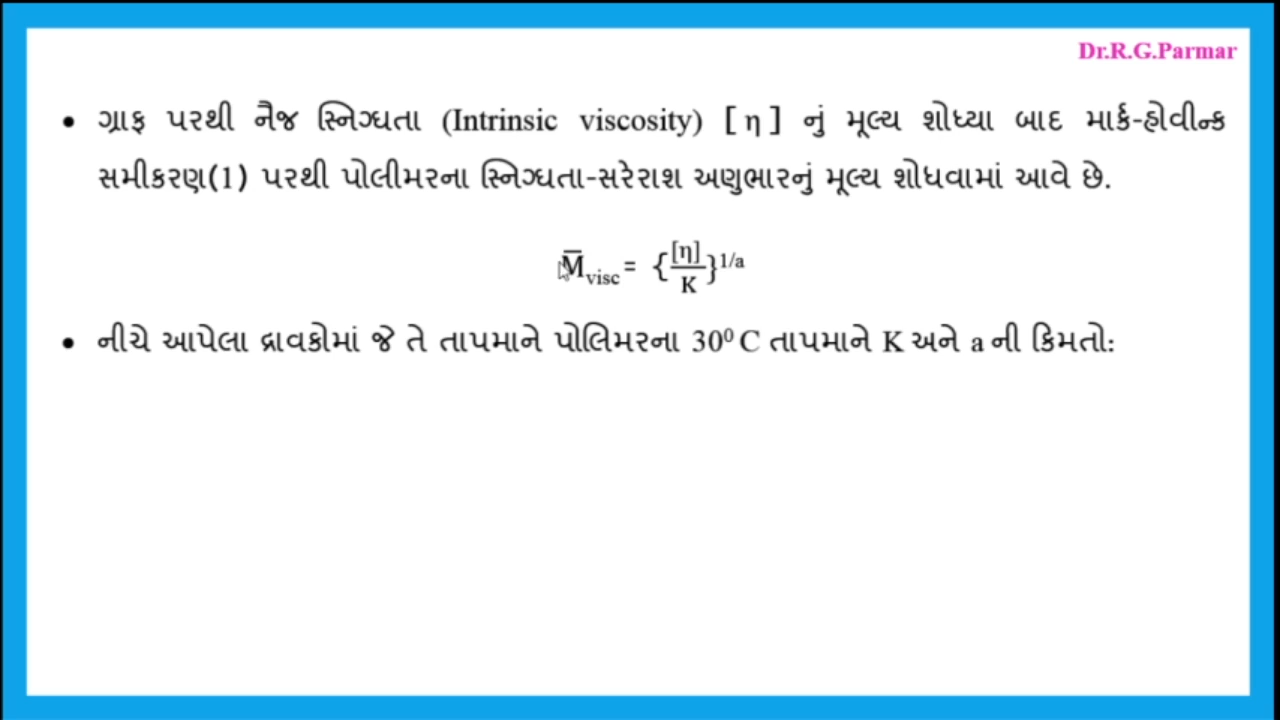 Dr.R.G.Parmar
• ગ્રાફ પરથી નૈજ સ્નિગ્ધતા (Intrinsic viscosity) [ η ] નું મૂલ્ય શોધ્યા બાદ માર્ક-હોવીન્ક
સમીકરણ(1) પરથી પોલીમરના સ્નિગ્ધતા-સરેરાશ અણુભારનું મૂલ્ય શોધવામાં આવે છે.
M̅visc = {[η]/K}^1/a
• નીચે આપેલા દ્રાવકોમાં જે તે તાપમાને પોલિમરના 30⁰ C તાપમાને K અને a ની કિમતો: